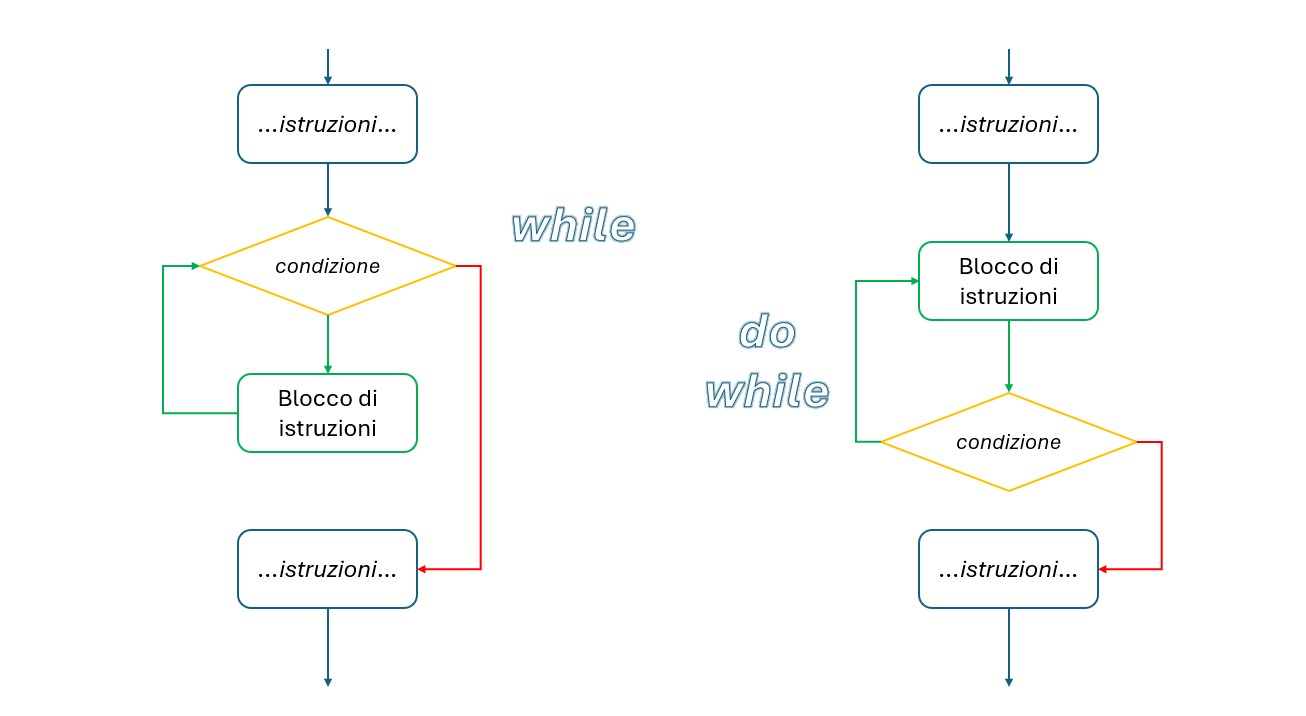 ...istruzioni...
condizione
Blocco di
istruzioni
...istruzioni...
while
do
while
...istruzioni...
Blocco di
istruzioni
condizione
...istruzioni...